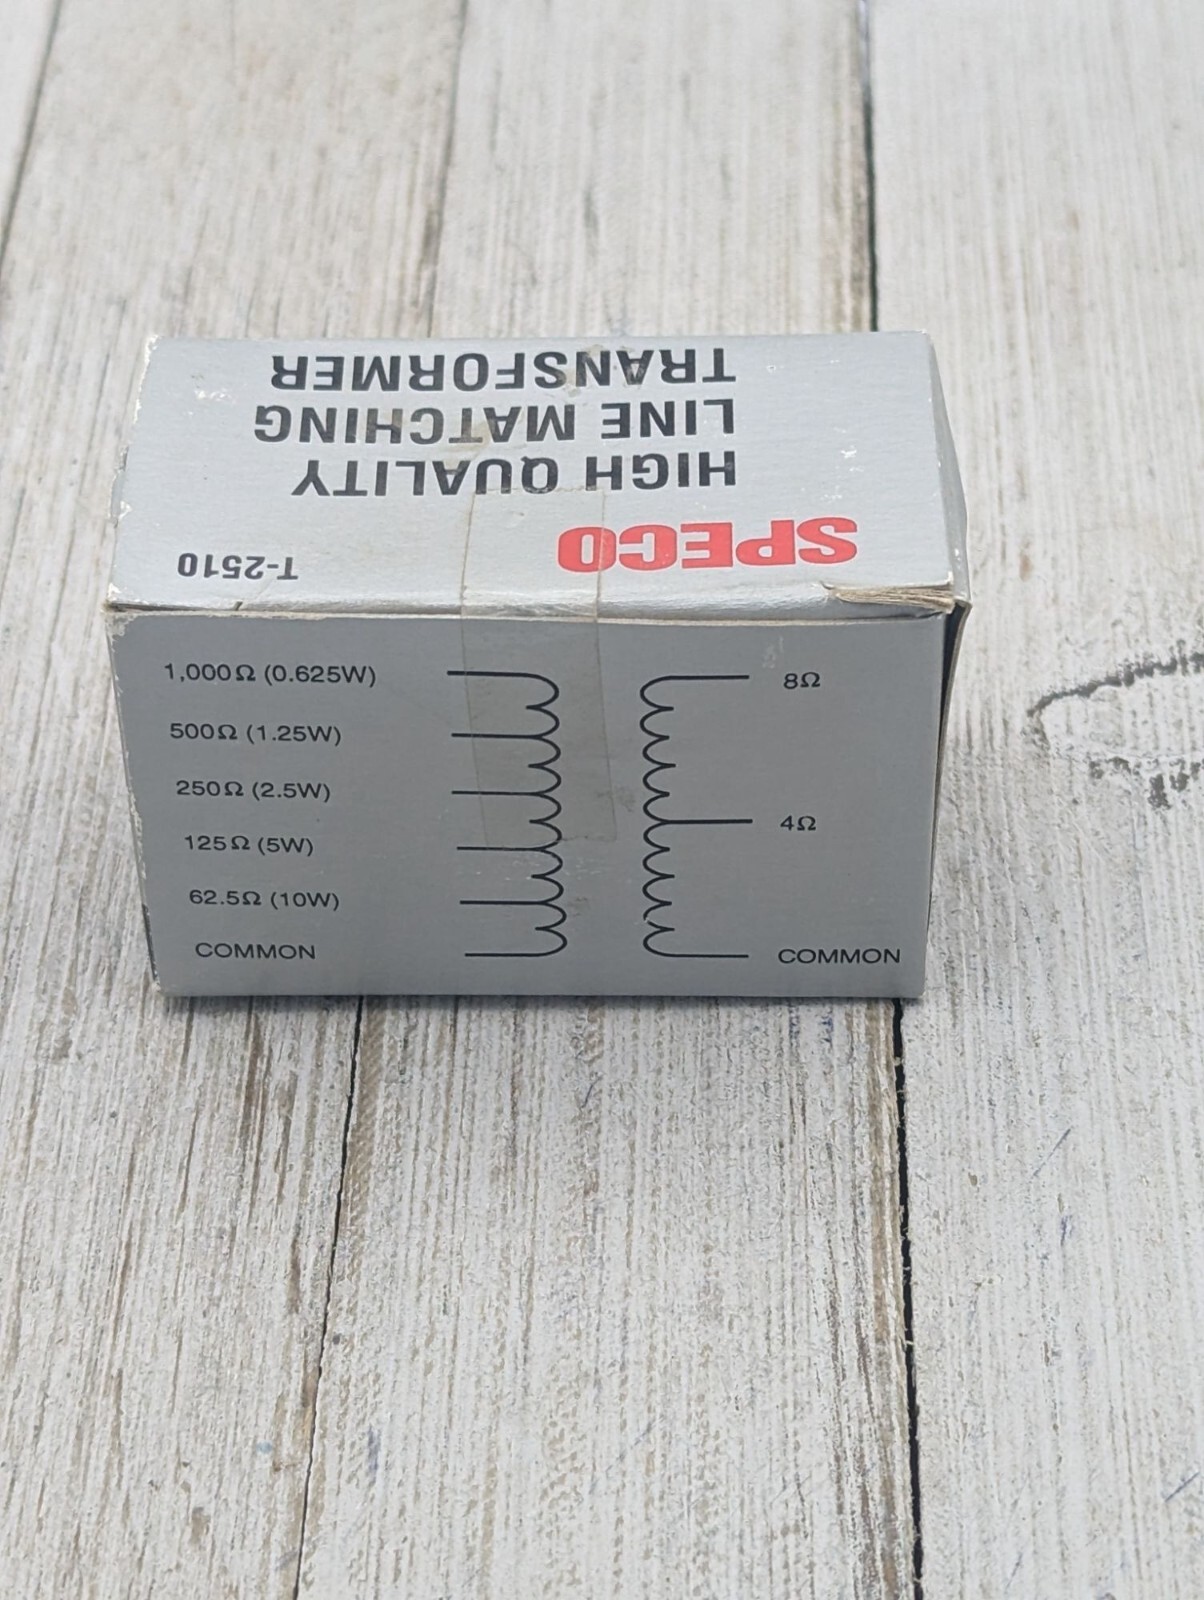 SPECO
T-2510
HIGH QUALITY
LINE MATCHING
TRANSFORMER
1,000Ω (0.625W)
500Ω (1.25W)
250Ω (2.5W)
125Ω (5W)
62.5Ω (10W)
COMMON
8Ω
4Ω
COMMON